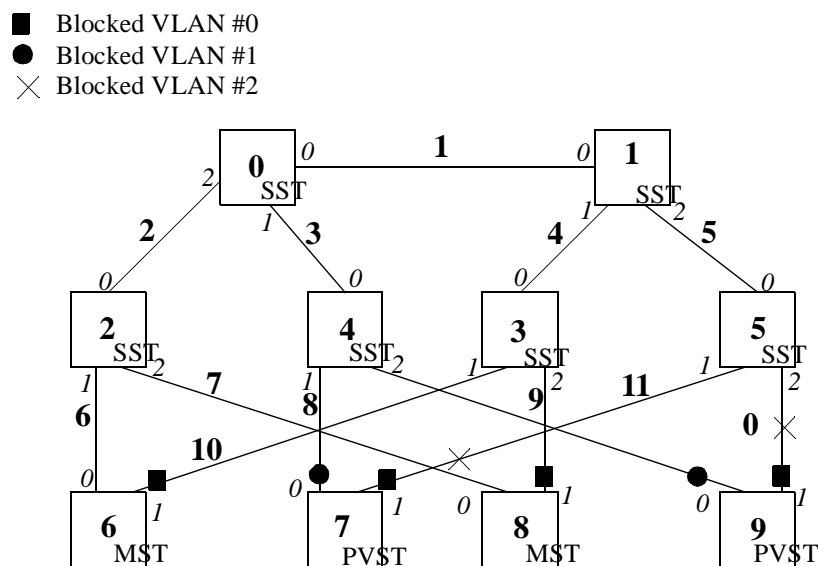 Blocked VLAN #0
Blocked VLAN #1
Blocked VLAN #2
0 SST 0 1 0 1 SST
2 1 1 2
2 3 4 5
0 0 0 0
2 SST 4 SST 3 SST 5 SST
1 2 1 2 1 2 1 2
6 7 8 9 11
10 0
0 1 0 1 0 1 0 1
6 MST 7 PVST 8 MST 9 PVST